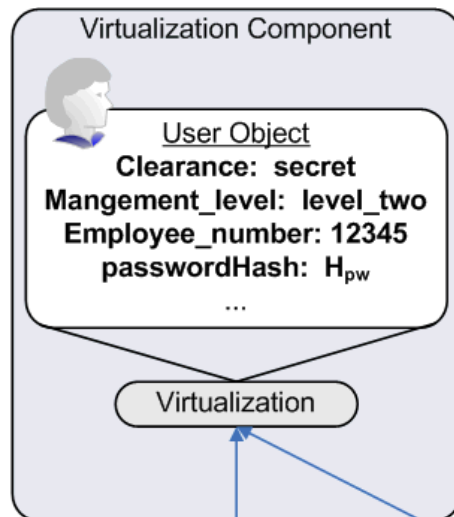 Virtualization Component
User Object
Clearance: secret
Mangement_level: level_two
Employee_number: 12345
passwordHash: Hpw
...
Virtualization